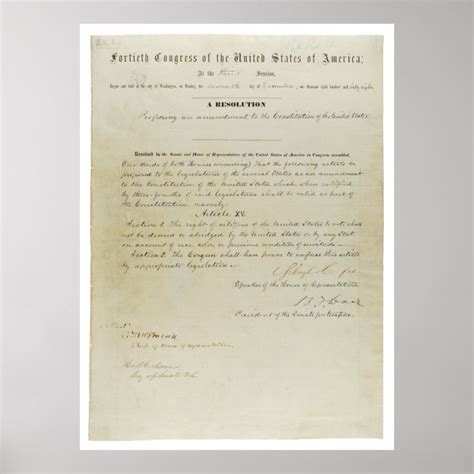 Fortieth Congress of the United States of America;
At the third Session,
Begun and held at the city of Washington, on Monday, the seventh day of December, one thousand eight hundred and sixty-eight
A RESOLUTION
Proposing an amendment to the Constitution of the United States.
Resolved by the Senate and House of Representatives of the United States of America in Congress assembled,
(two thirds of both Houses concurring) That the following article be
proposed to the legislatures of the several States as an amendment
to the Constitution of the United States, which, when ratified
by three-fourths of said legislatures shall be valid as part of
the Constitution, namely:
Article XV.
Section 1. The right of citizens of the United States to vote shall
not be denied or abridged by the United States or by any State
on account of race, color, or previous condition of servitude.
Section 2. The Congress shall have power to enforce this article
by appropriate legislation.
Speaker of the House of Representatives.
President of the Senate pro tempore.
Attest:
Clerk of House of Representatives.